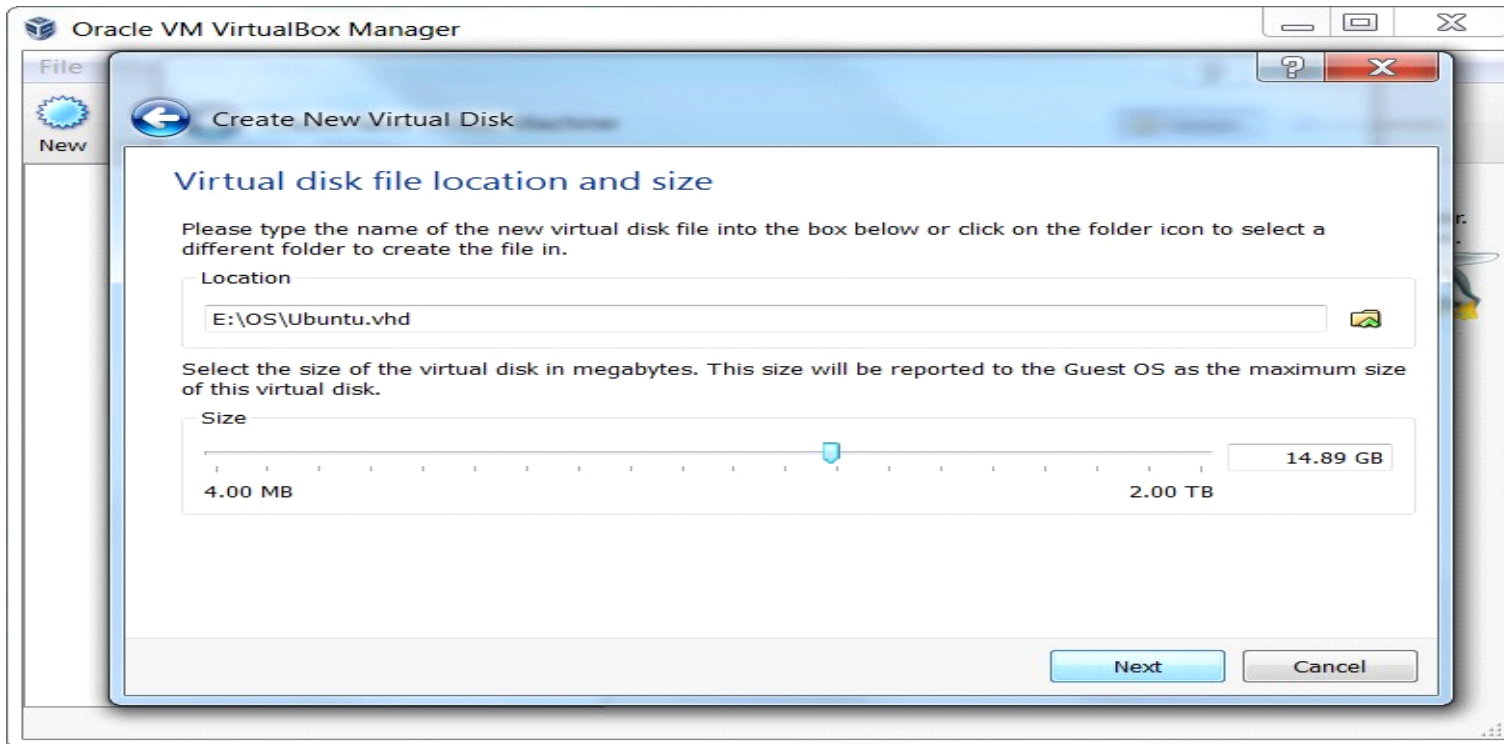 Oracle VM VirtualBox Manager
File
New
Create New Virtual Disk
Virtual disk file location and size
Please type the name of the new virtual disk file into the box below or click on the folder icon to select a
different folder to create the file in.
Location
E:\OS\Ubuntu.vhd
Select the size of the virtual disk in megabytes. This size will be reported to the Guest OS as the maximum size
of this virtual disk.
Size
14.89 GB
4.00 MB 2.00 TB
Next Cancel